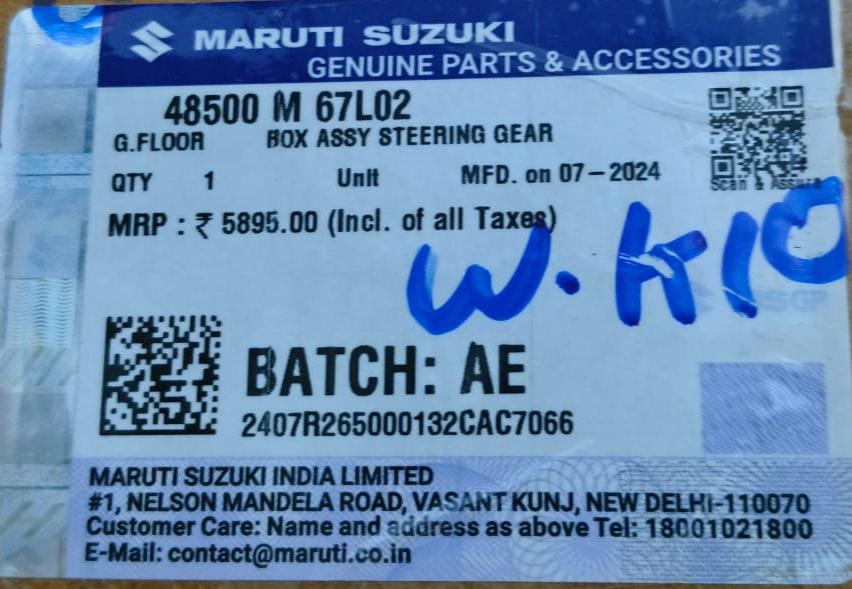 MARUTI SUZUKI
GENUINE PARTS & ACCESSORIES
48500 M 67L02
G.FLOOR BOX ASSY STEERING GEAR
QTY 1 Unit MFD. on 07-2024
Scan & Assure
MRP : ₹ 5895.00 (Incl. of all Taxes)
W. K10
BATCH: AE
2407R265000132CAC7066
MARUTI SUZUKI INDIA LIMITED
#1, NELSON MANDELA ROAD, VASANT KUNJ, NEW DELHI-110070
Customer Care: Name and address as above Tel: 18001021800
E-Mail: contact@maruti.co.in